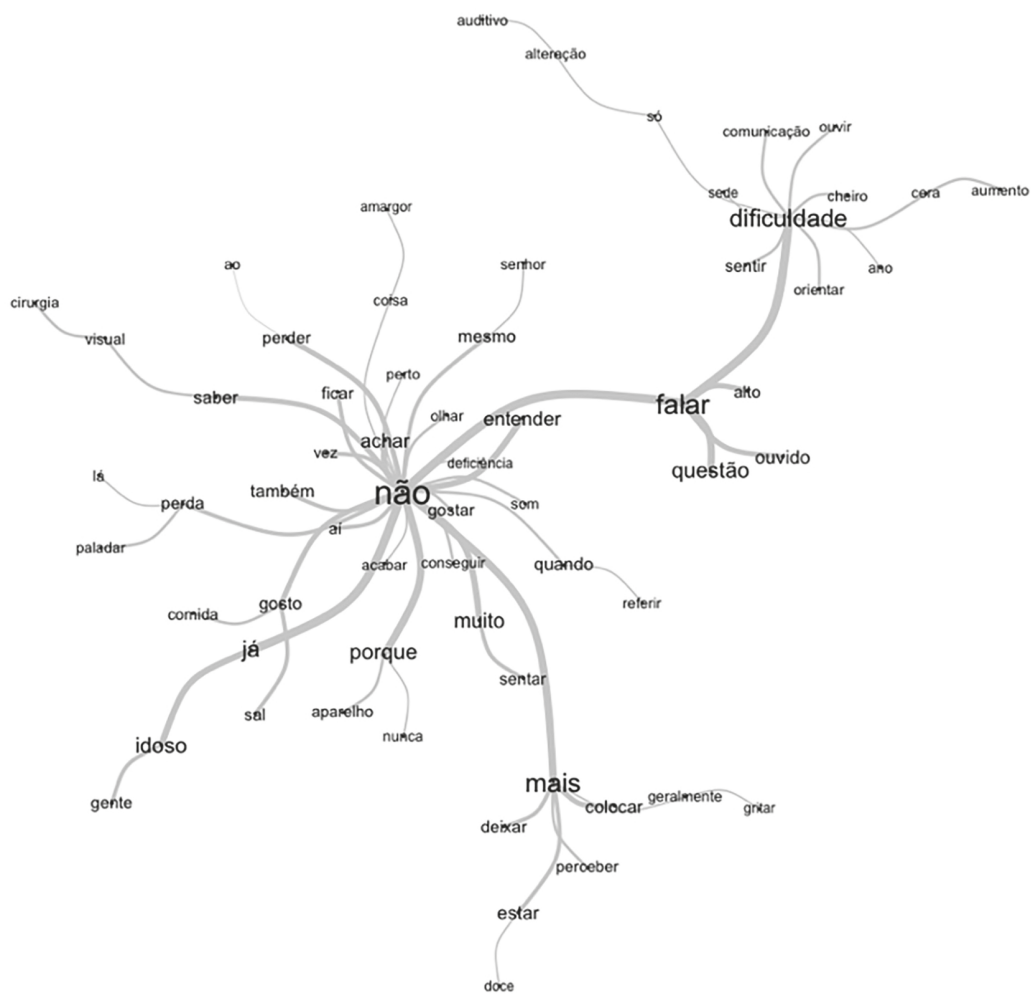 auditivo
altereção
só
comunicação
ouvir
sede
cheiro
cera
aumento
amargor
dificuldade
ao
senhor
sentir
ano
orientar
cirurgia
coisa
visual
perder
mesmo
perto
ficar
alto
saber
falar
olhar
entender
achar
vez
deficiência
ouvido
questão
lá
também
não
perda
gostar
som
aí
paladar
acabar
conseguir
quando
gosto
referir
comida
muito
já
porque
sentar
sal
aparelho
nunca
idoso
mais
gente
colocar
geralmente
gritar
deixar
perceber
estar
doce